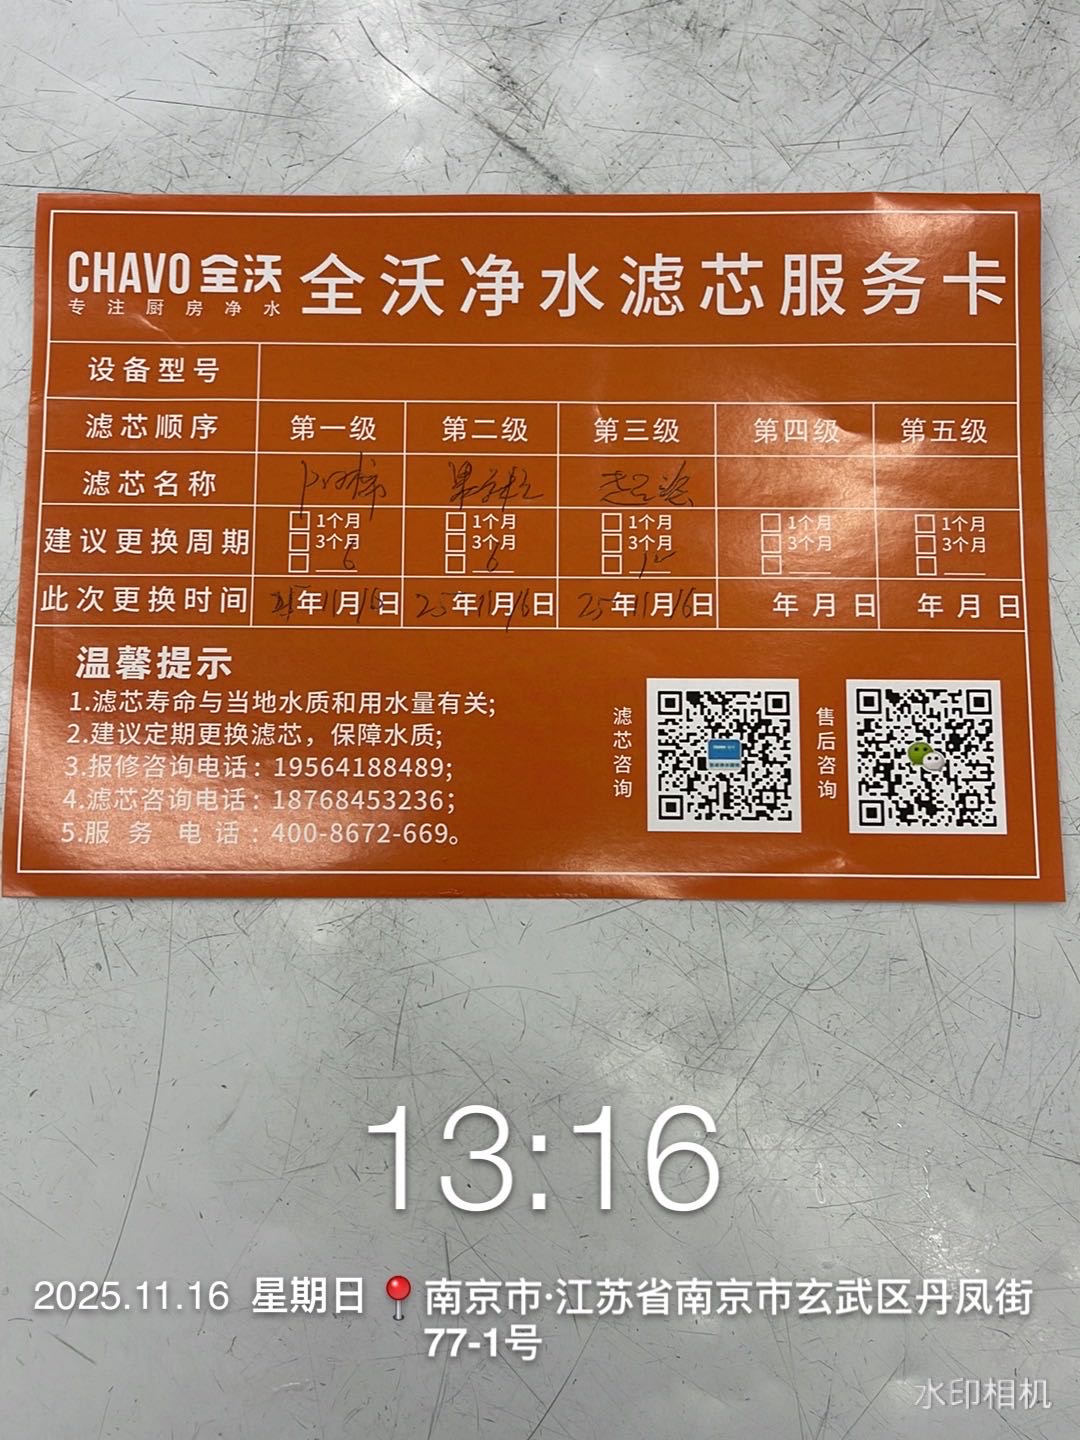 CHAVO 全沃 全沃净水滤芯服务卡
专注厨房净水
设备型号
滤芯顺序 第一级 第二级 第三级 第四级 第五级
滤芯名称
建议更换周期
□1个月 □1个月 □1个月 □1个月 □1个月
□3个月 □3个月 □3个月 □3个月 □3个月
□6 □6 □12 □ □
此次更换时间 25年11月16日 25年11月16日 25年11月16日 年月日 年月日
温馨提示
1.滤芯寿命与当地水质和用水量有关;
2.建议定期更换滤芯，保障水质;
3.报修咨询电话: 19564188489;
4.滤芯咨询电话: 18768453236;
5.服务电话: 400-8672-669。
滤芯咨询
售后咨询
13:16
2025.11.16 星期日 南京市·江苏省南京市玄武区丹凤街
77-1号
水印相机